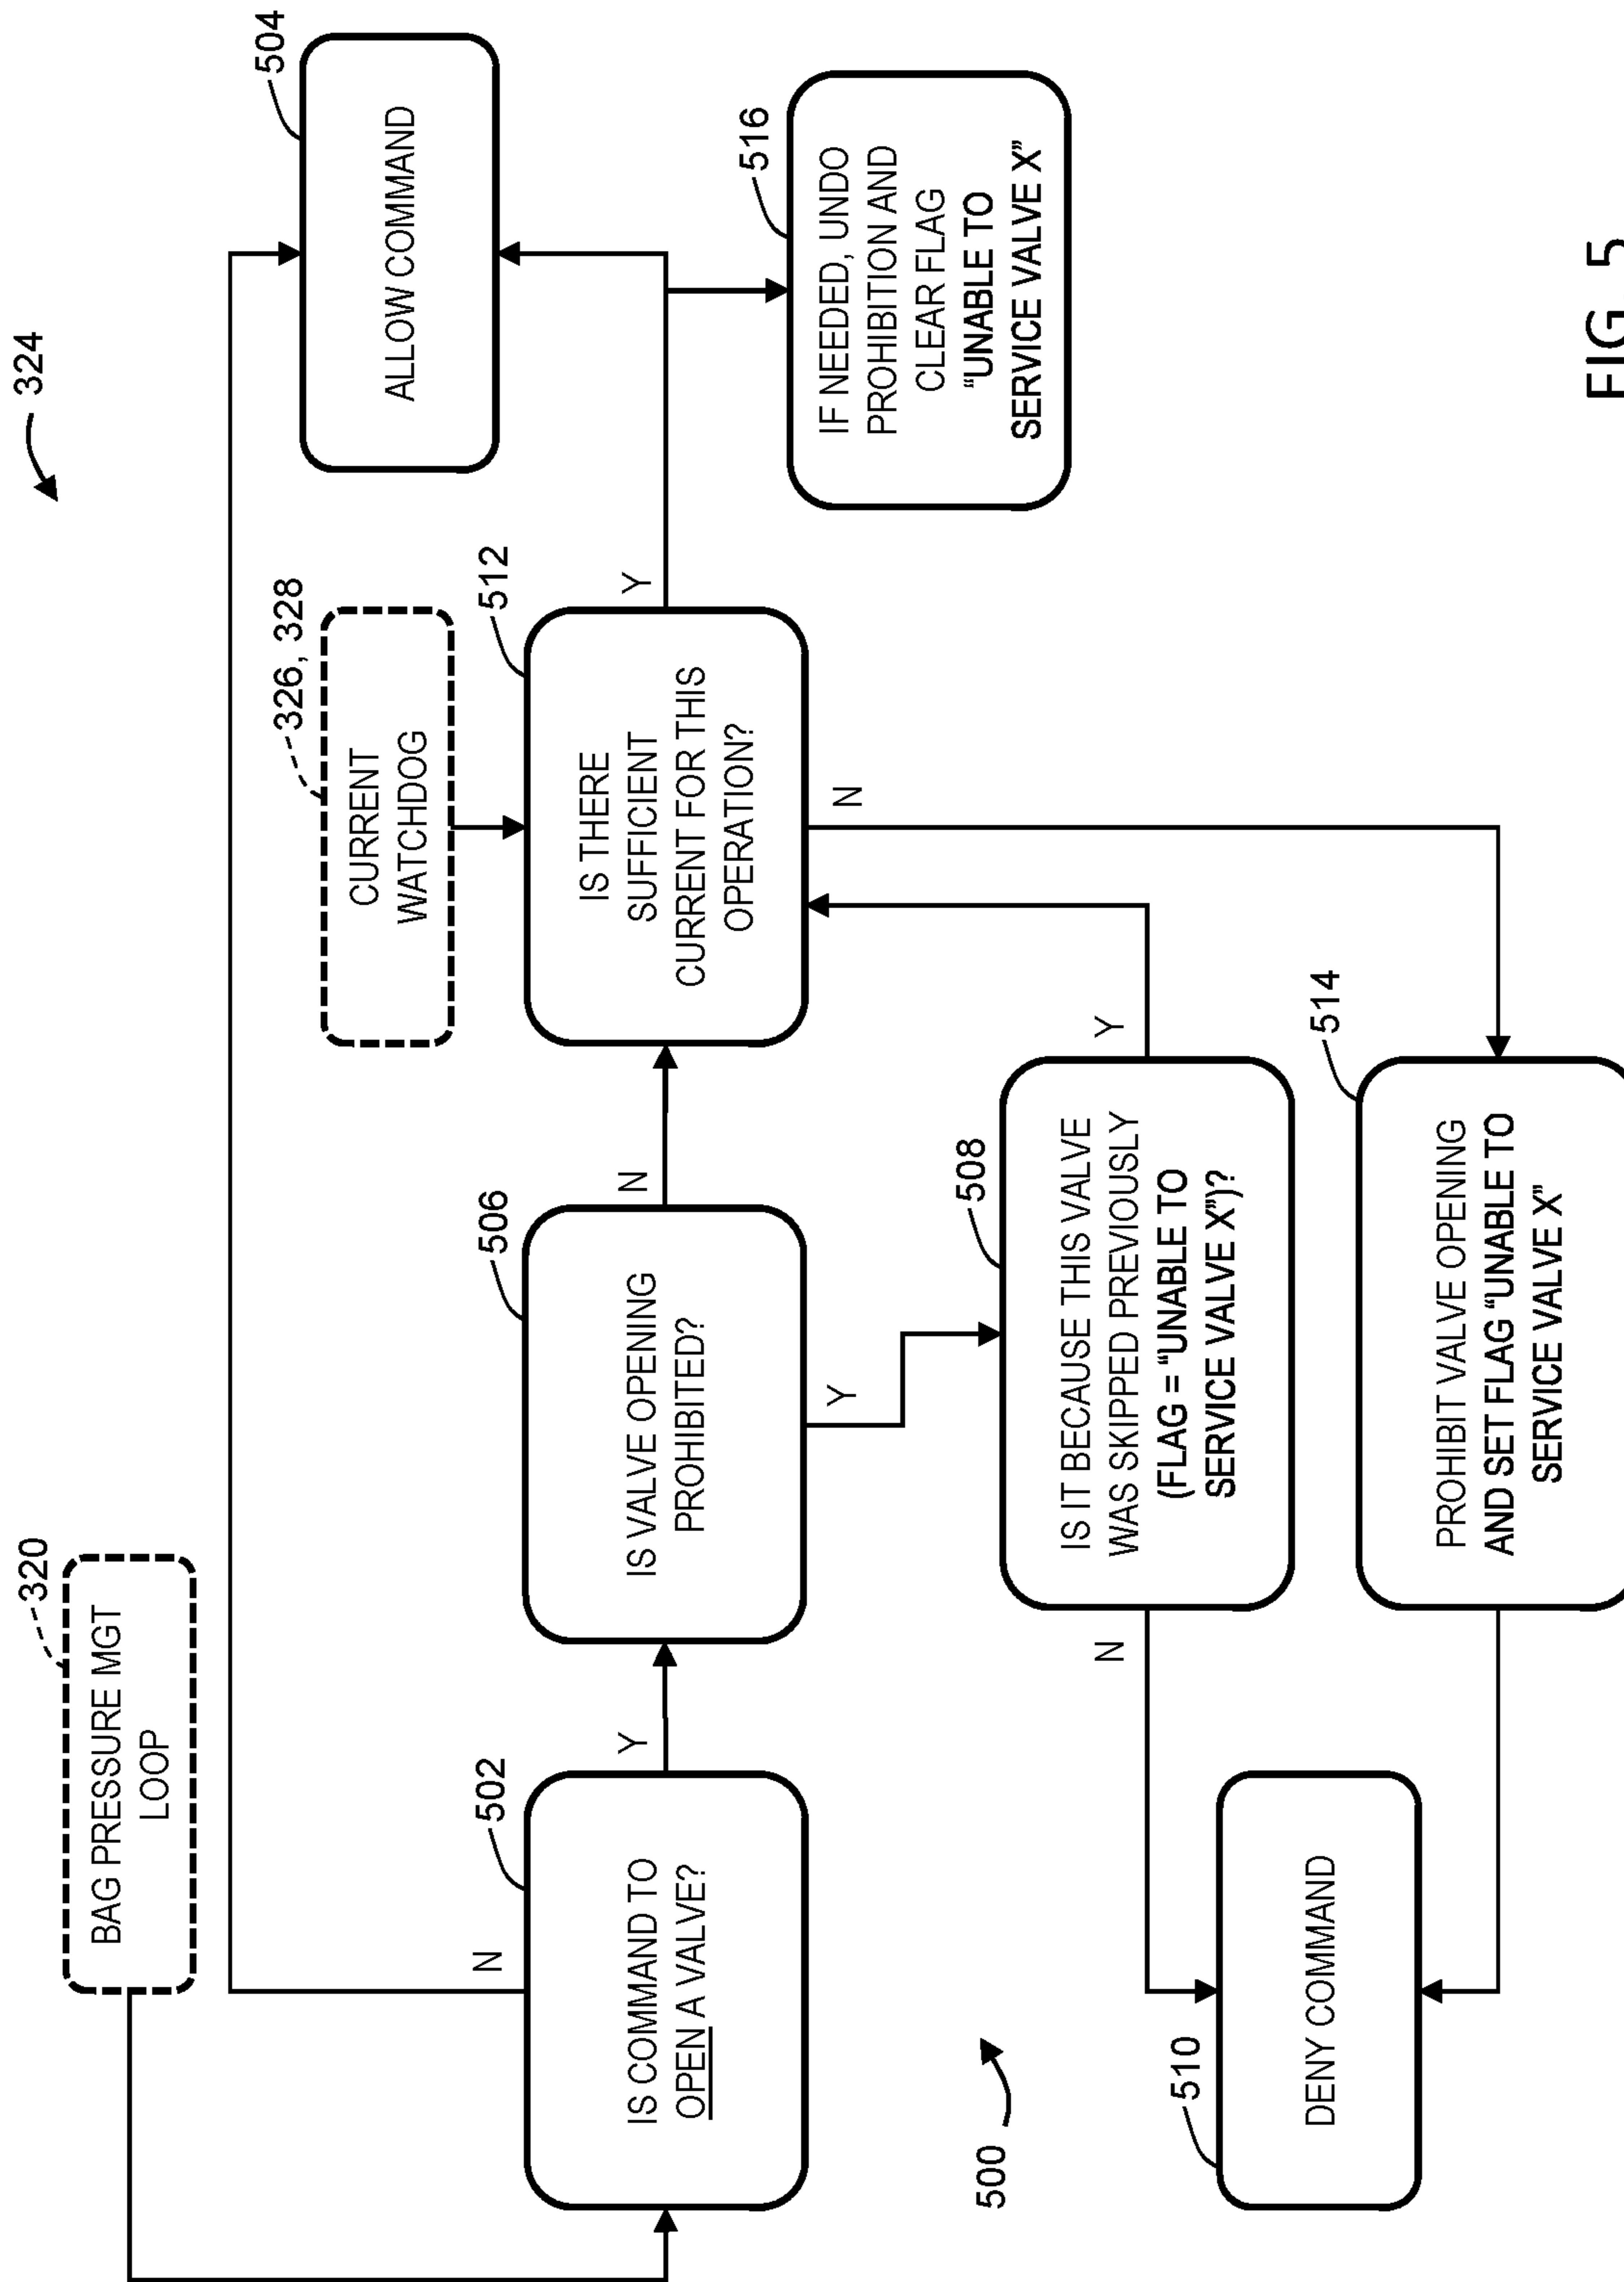 324
320
BAG PRESSURE MGT
LOOP
326, 328
CURRENT
WATCHDOG
504
ALLOW COMMAND
N
502
IS COMMAND TO
OPEN A VALVE?
Y
506
IS VALVE OPENING
PROHIBITED?
N
512
IS THERE
SUFFICIENT
CURRENT FOR THIS
OPERATION?
Y
516
IF NEEDED, UNDO
PROHIBITION AND
CLEAR FLAG
“UNABLE TO
SERVICE VALVE X”
Y
N
500
508
IS IT BECAUSE THIS VALVE
WAS SKIPPED PREVIOUSLY
(FLAG = “UNABLE TO
SERVICE VALVE X”)?
N
Y
510
DENY COMMAND
514
PROHIBIT VALVE OPENING
AND SET FLAG “UNABLE TO
SERVICE VALVE X”
FIG. 5